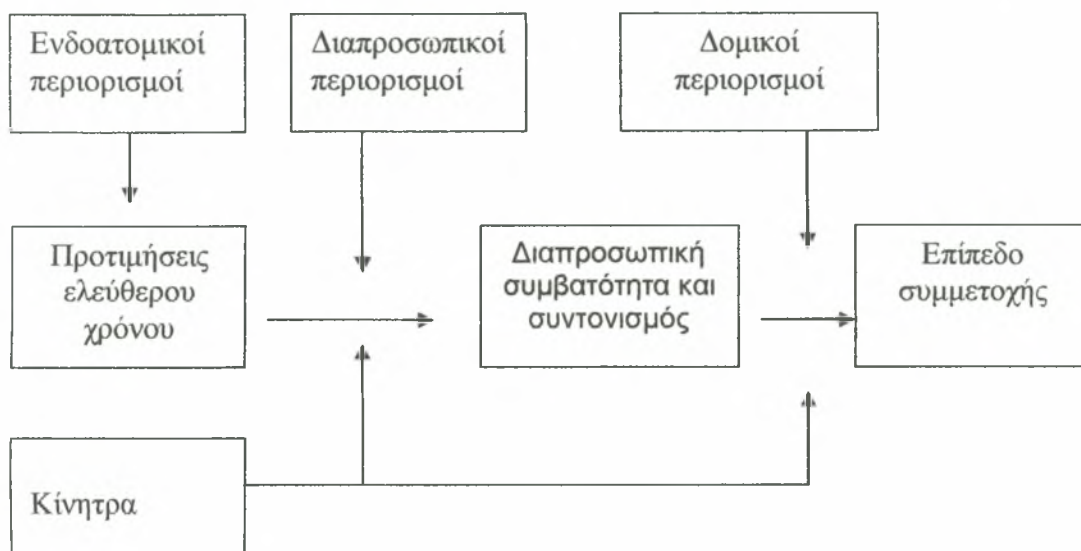 Ενδοατομικοί
περιορισμοί
Διαπροσωπικοί
περιορισμοί
Δομικοί
περιορισμοί
Προτιμήσεις
ελεύθερου
χρόνου
Διαπροσωπική
συμβατότητα και
συντονισμός
Επίπεδο
συμμετοχής
Κίνητρα